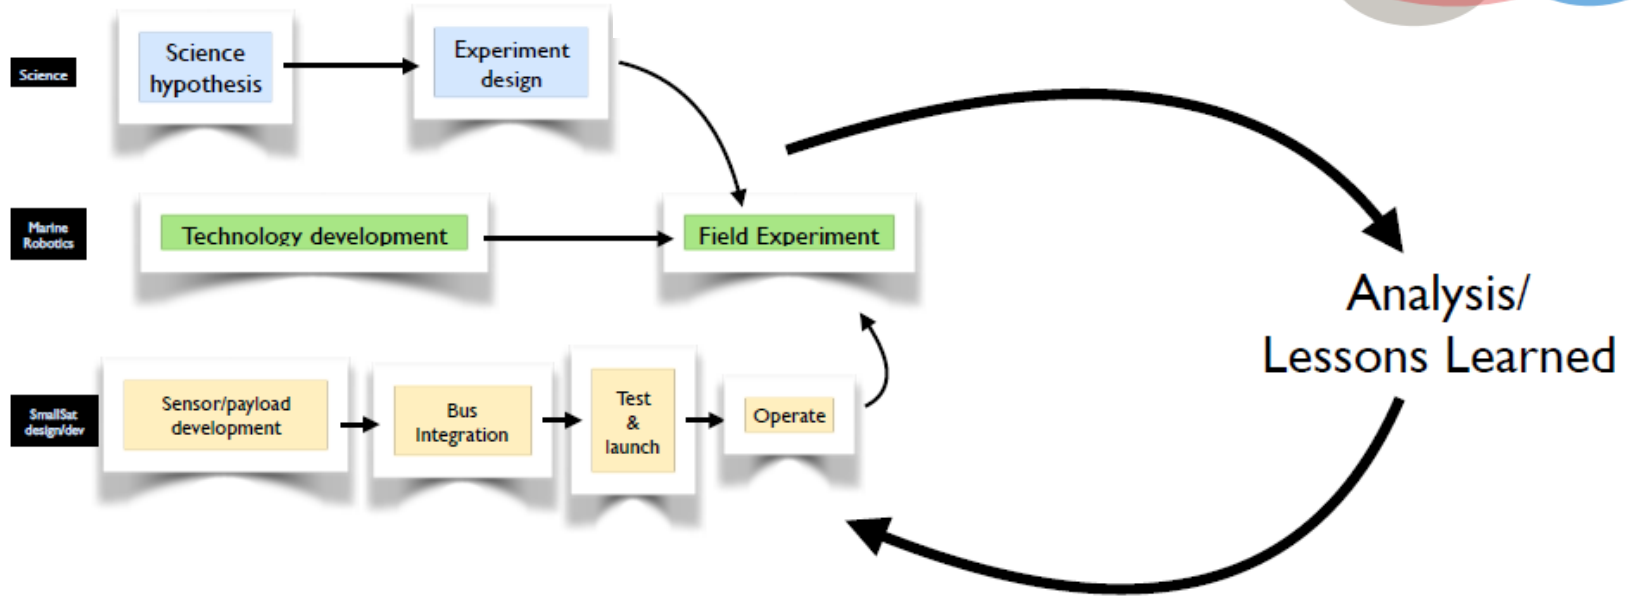 Science
Science
hypothesis
Experiment
design
Marine
Robotics
Technology development
Field Experiment
Analysis/
Lessons Learned
SmallSat
design/dev
Sensor/payload
development
Bus
Integration
Test
&
launch
Operate